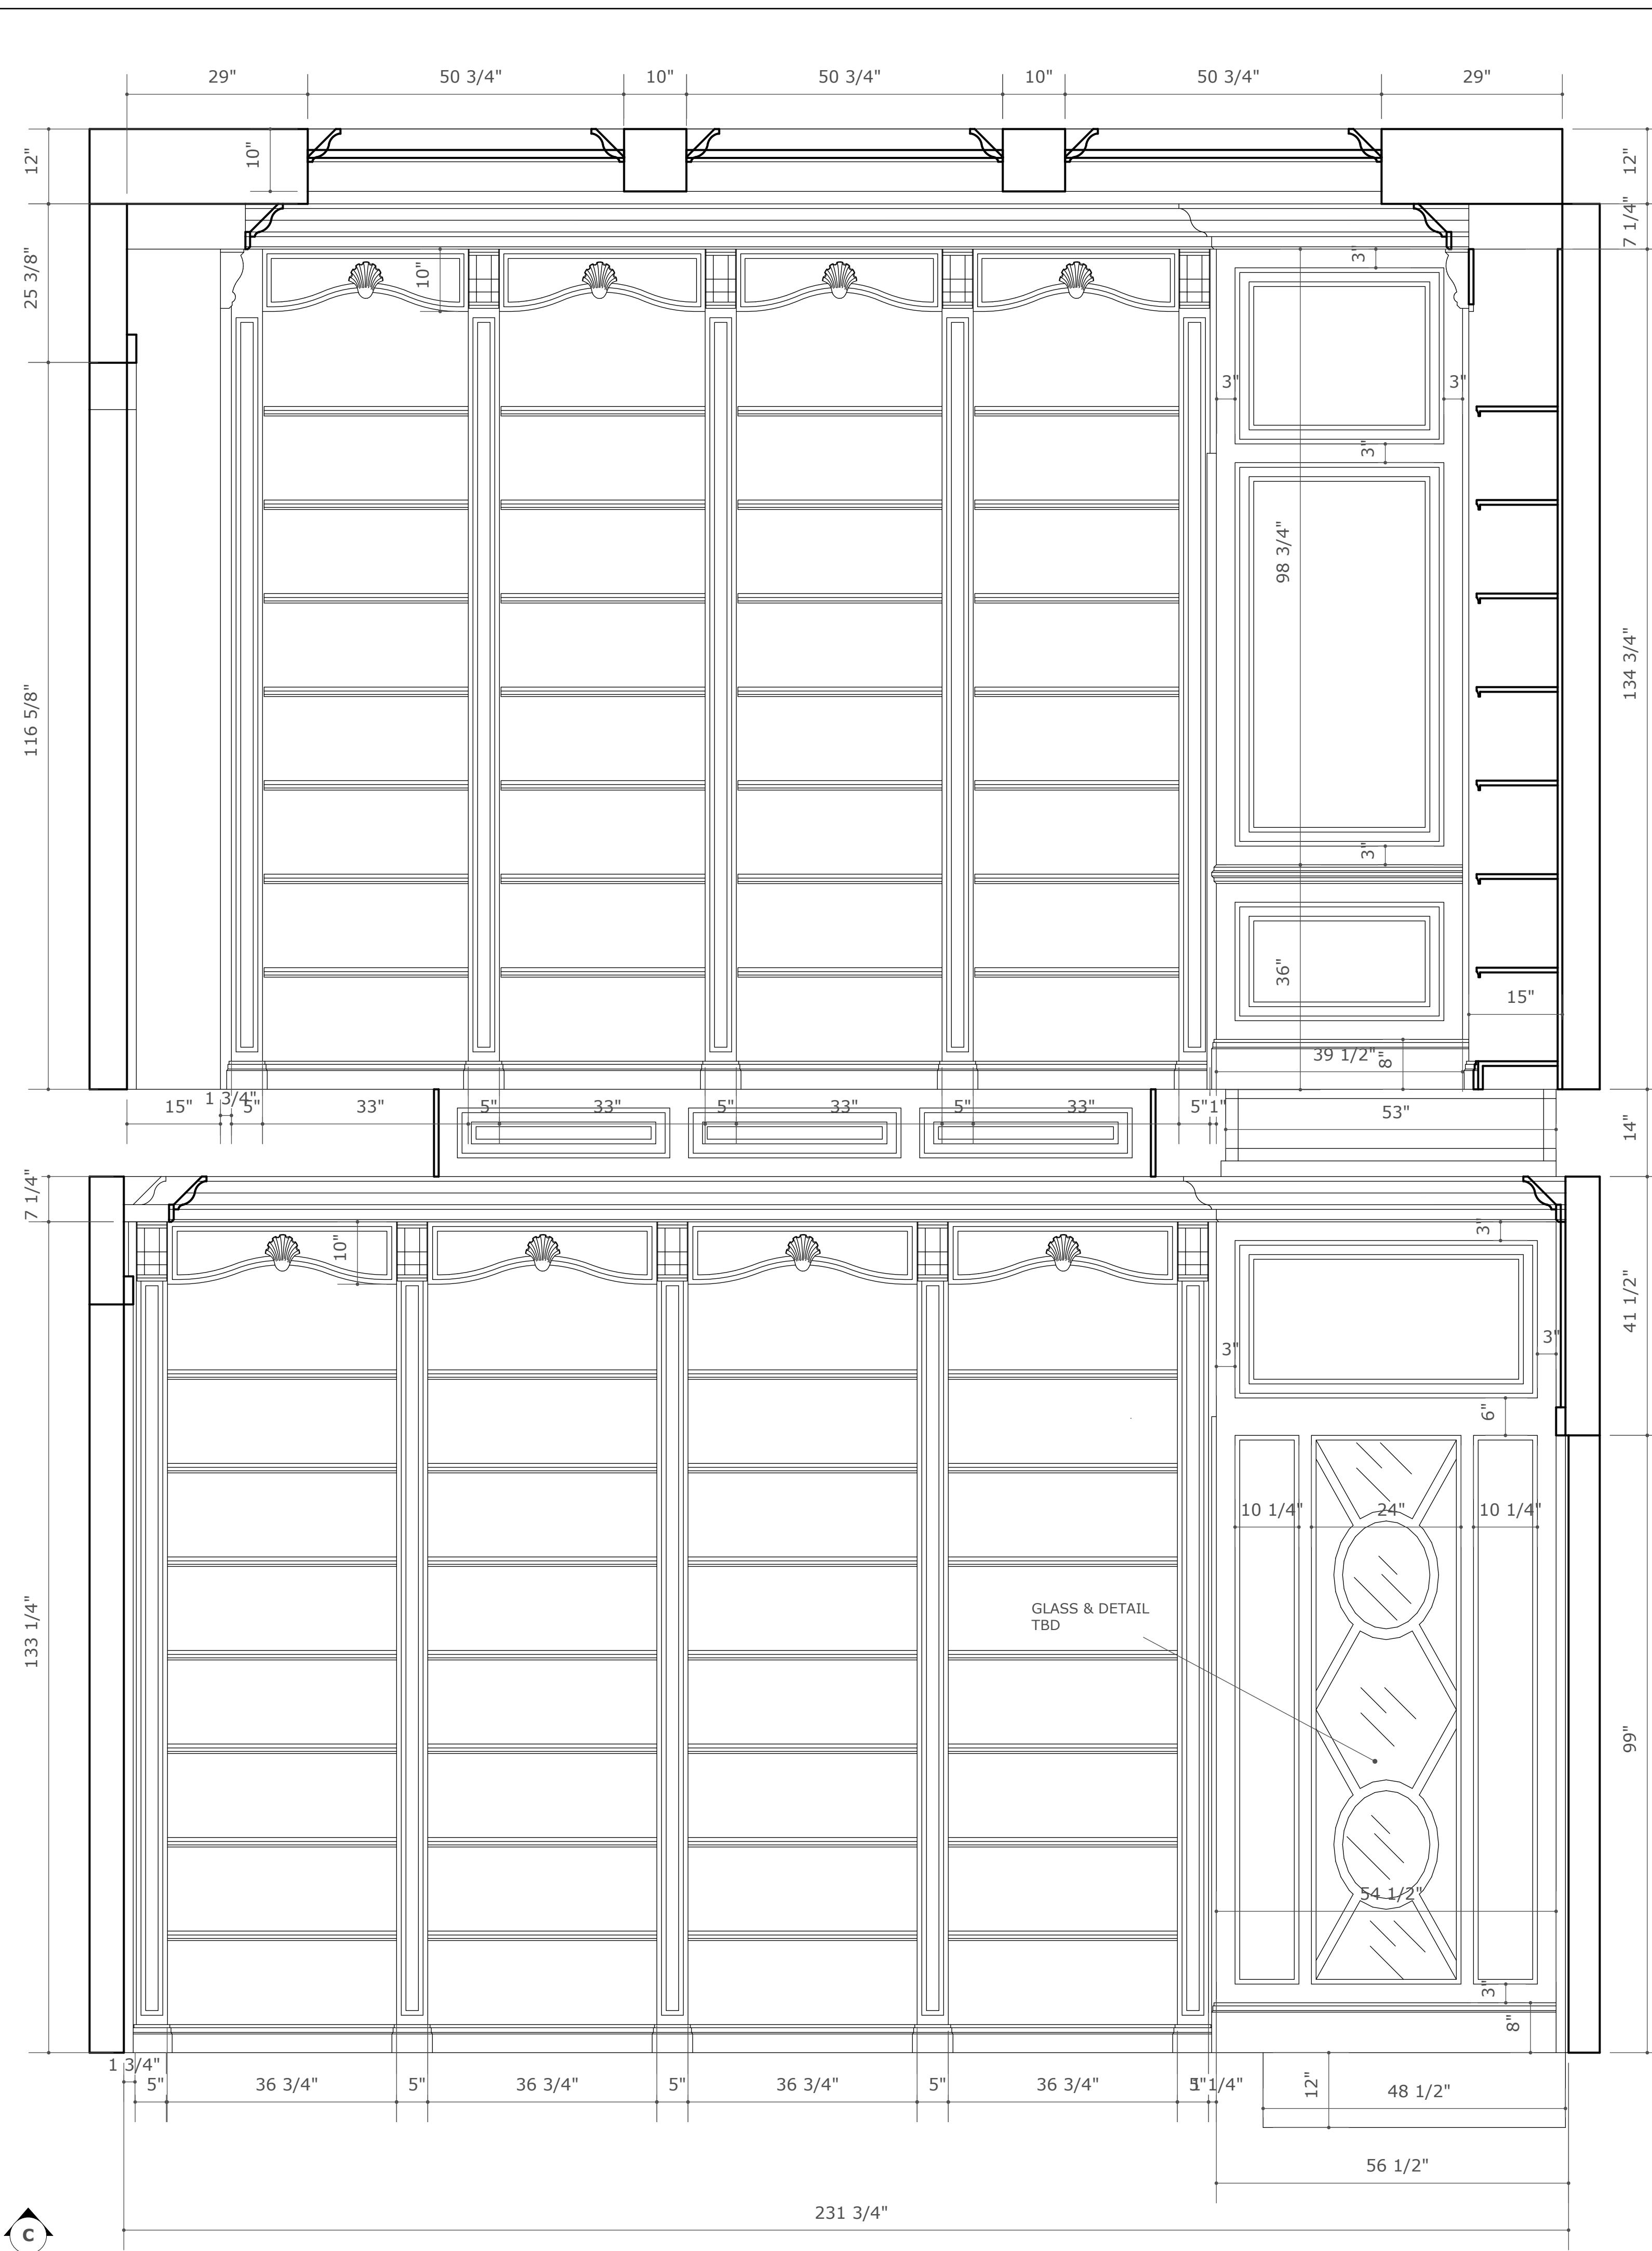 29" 50 3/4" 10" 50 3/4" 10" 50 3/4" 29"
12" 10" 12"
7 1/4"
25 3/8" 10" 3"
3" 3"
3"
98 3/4"
116 5/8" 134 3/4"
3"
36"
15"
39 1/2" 8"
15" 1 3/4" 5" 33" 5" 33" 5" 33" 5" 33" 5" 1" 53" 14"
7 1/4"
10" 3"
41 1/2"
3" 3"
6"
10 1/4" 24" 10 1/4"
GLASS & DETAIL
TBD
133 1/4" 99"
54 1/2"
3"
8"
1 3/4"
5" 36 3/4" 5" 36 3/4" 5" 36 3/4" 5" 36 3/4" 5" 1 1/4" 12" 48 1/2"
56 1/2"
231 3/4"
C